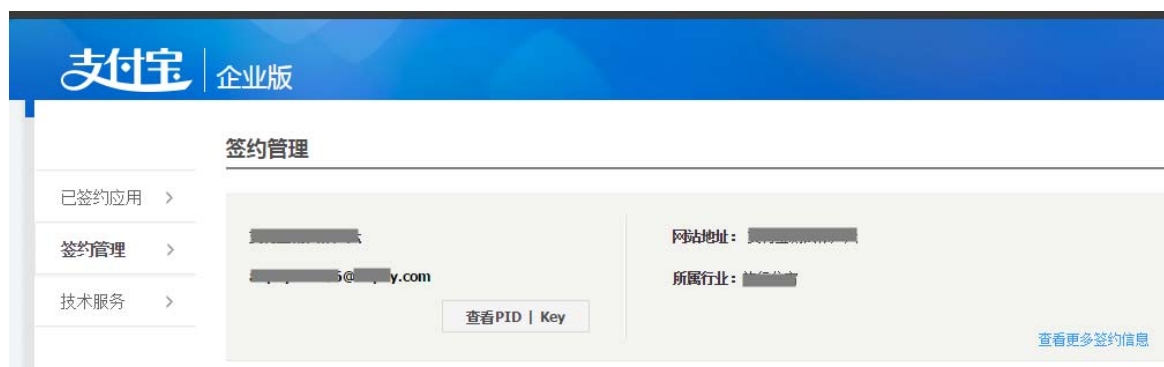 支付宝 企业版
签约管理
已签约应用
签约管理
技术服务
网站地址：
5@ y.com
所属行业：
查看PID | Key
查看更多签约信息